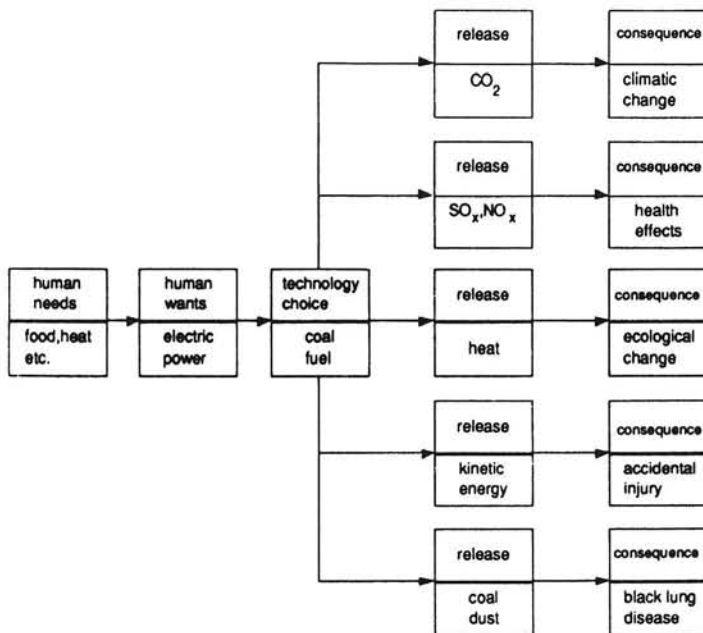 human
needs
food,heat
etc.
human
wants
electric
power
technology
choice
coal
fuel
release
CO₂
consequence
climatic
change
release
SOₓ,NOₓ
consequence
health
effects
release
heat
consequence
ecological
change
release
kinetic
energy
consequence
accidental
injury
release
coal
dust
consequence
black lung
disease